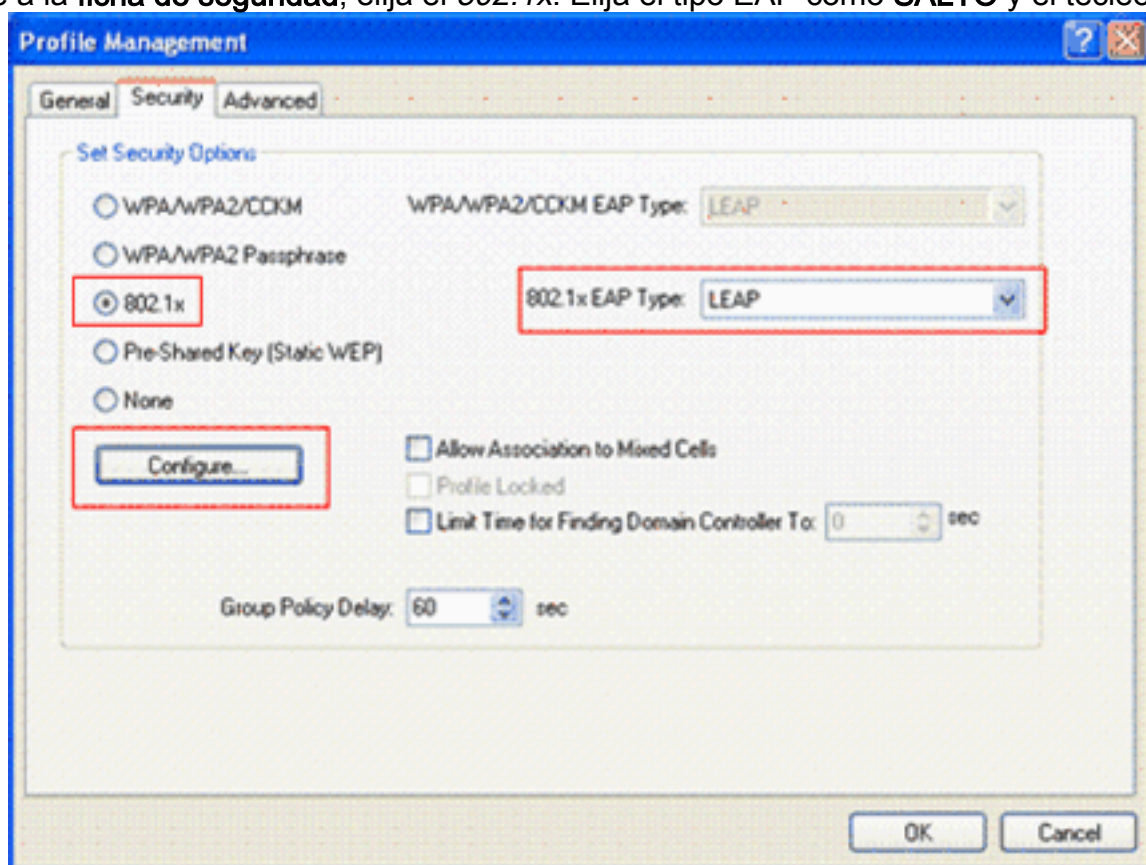 a la ficha de seguridad, elija el 802.1x. Elija el tipo EAP como SALTO y el
Profile Management
General Security Advanced
Set Security Options
WPA/WPA2/CCKM WPA/WPA2/CCKM EAP Type: LEAP
WPA/WPA2 Passphrase
802.1x 802.1x EAP Type: LEAP
Pre-Shared Key (Static WEP)
None
Configure... Allow Association to Mixed Cells
Profile Locked
Limit Time for Finding Domain Controller To: 0 sec
Group Policy Delay: 60 sec
OK Cancel